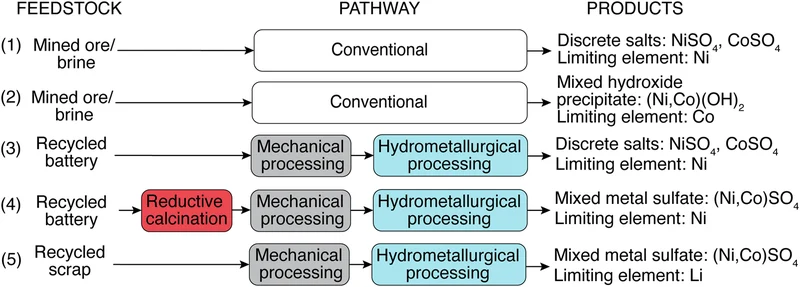 FEEDSTOCK PATHWAY PRODUCTS
(1) Mined ore/
brine
Conventional
Discrete salts: NiSO₄, CoSO₄
Limiting element: Ni
(2) Mined ore/
brine
Conventional
Mixed hydroxide
precipitate: (Ni,Co)(OH)₂
Limiting element: Co
(3) Recycled
battery
Mechanical
processing
Hydrometallurgical
processing
Discrete salts: NiSO₄, CoSO₄
Limiting element: Ni
(4) Recycled
battery
Reductive
calcination
Mechanical
processing
Hydrometallurgical
processing
Mixed metal sulfate: (Ni,Co)SO₄
Limiting element: Ni
(5) Recycled
scrap
Mechanical
processing
Hydrometallurgical
processing
Mixed metal sulfate: (Ni,Co)SO₄
Limiting element: Li